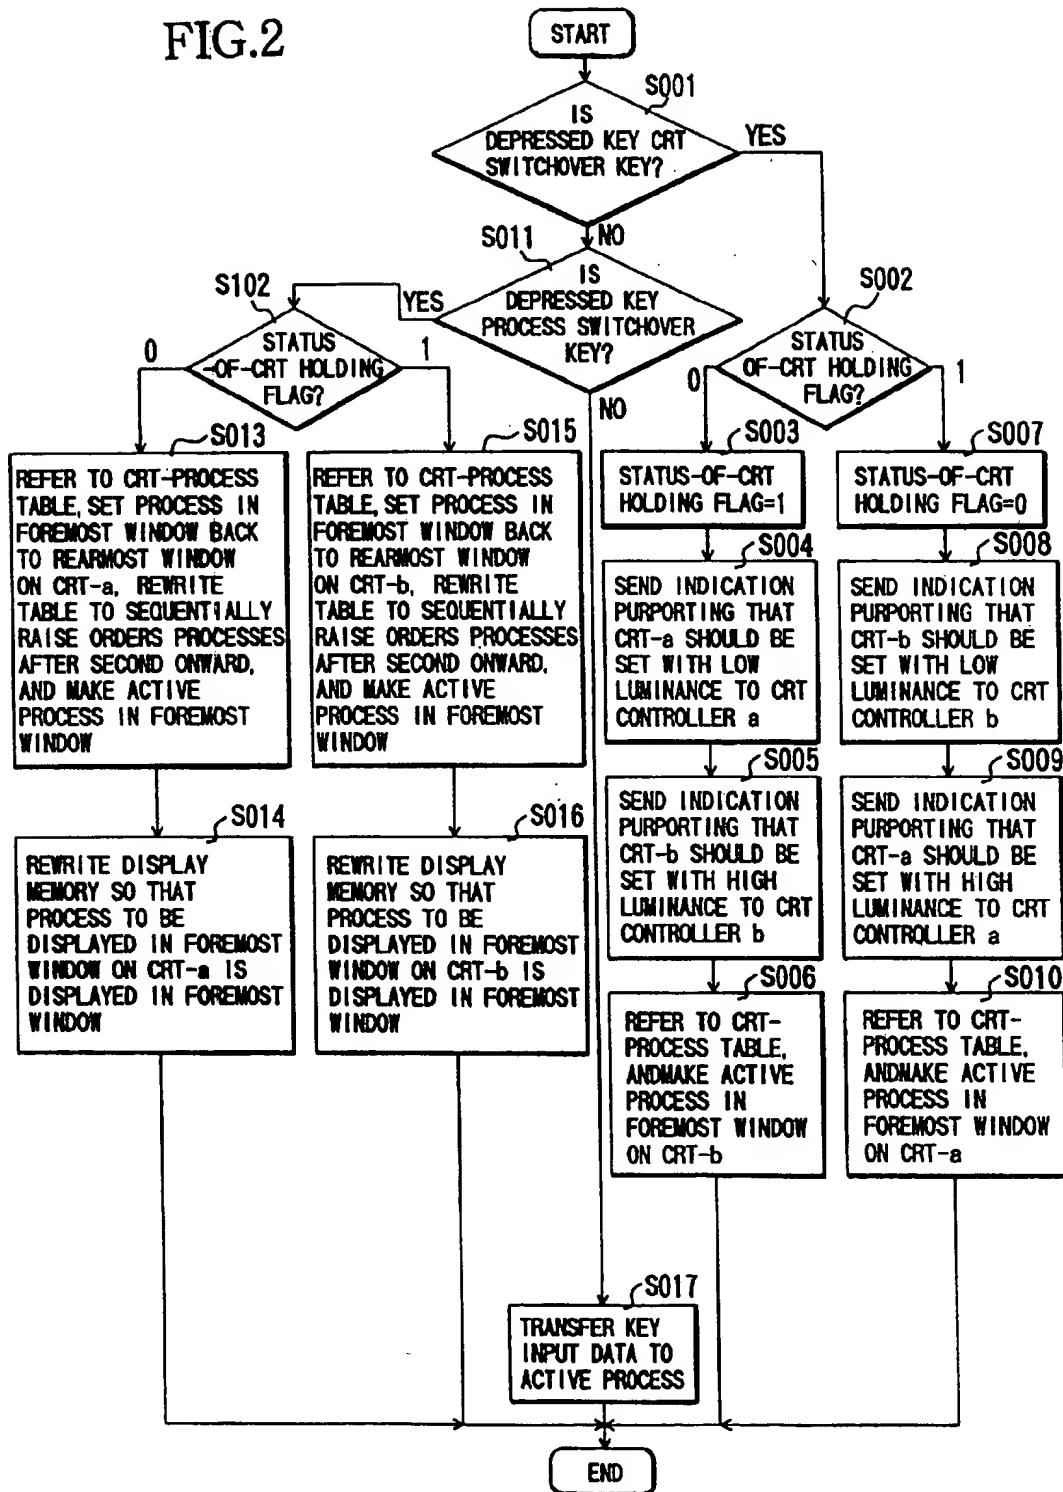 FIG.2
START
S001
IS
DEPRESSED KEY CRT
SWITCHOVER KEY?
YES
NO
S011
IS
DEPRESSED KEY
PROCESS SWITCHOVER
KEY?
YES
NO
S102
STATUS
-OF-CRT HOLDING
FLAG?
0
1
S002
STATUS
-OF-CRT HOLDING
FLAG?
0
1
S013
REFER TO CRT-PROCESS
TABLE, SET PROCESS IN
FOREMOST WINDOW BACK
TO REARMOST WINDOW
ON CRT-a, REWRITE
TABLE TO SEQUENTIALLY
RAISE ORDERS PROCESSES
AFTER SECOND ONWARD,
AND MAKE ACTIVE
PROCESS IN FOREMOST
WINDOW
S015
REFER TO CRT-PROCESS
TABLE, SET PROCESS IN
FOREMOST WINDOW BACK
TO REARMOST WINDOW
ON CRT-b, REWRITE
TABLE TO SEQUENTIALLY
RAISE ORDERS PROCESSES
AFTER SECOND ONWARD,
AND MAKE ACTIVE
PROCESS IN FOREMOST
WINDOW
S003
STATUS-OF-CRT
HOLDING FLAG=1
S007
STATUS-OF-CRT
HOLDING FLAG=0
S004
SEND INDICATION
PURPORTING THAT
CRT-a SHOULD BE
SET WITH LOW
LUMINANCE TO CRT
CONTROLLER a
S008
SEND INDICATION
PURPORTING THAT
CRT-b SHOULD BE
SET WITH LOW
LUMINANCE TO CRT
CONTROLLER b
S005
SEND INDICATION
PURPORTING THAT
CRT-b SHOULD BE
SET WITH HIGH
LUMINANCE TO CRT
CONTROLLER b
S009
SEND INDICATION
PURPORTING THAT
CRT-a SHOULD BE
SET WITH HIGH
LUMINANCE TO CRT
CONTROLLER a
S014
REWRITE DISPLAY
MEMORY SO THAT
PROCESS TO BE
DISPLAYED IN FOREMOST
WINDOW ON CRT-a IS
DISPLAYED IN FOREMOST
WINDOW
S016
REWRITE DISPLAY
MEMORY SO THAT
PROCESS TO BE
DISPLAYED IN FOREMOST
WINDOW ON CRT-b IS
DISPLAYED IN FOREMOST
WINDOW
S006
REFER TO CRT-
PROCESS TABLE,
ANDMAKE ACTIVE
PROCESS IN
FOREMOST WINDOW
ON CRT-b
S010
REFER TO CRT-
PROCESS TABLE,
ANDMAKE ACTIVE
PROCESS IN
FOREMOST WINDOW
ON CRT-a
S017
TRANSFER KEY
INPUT DATA TO
ACTIVE PROCESS
END